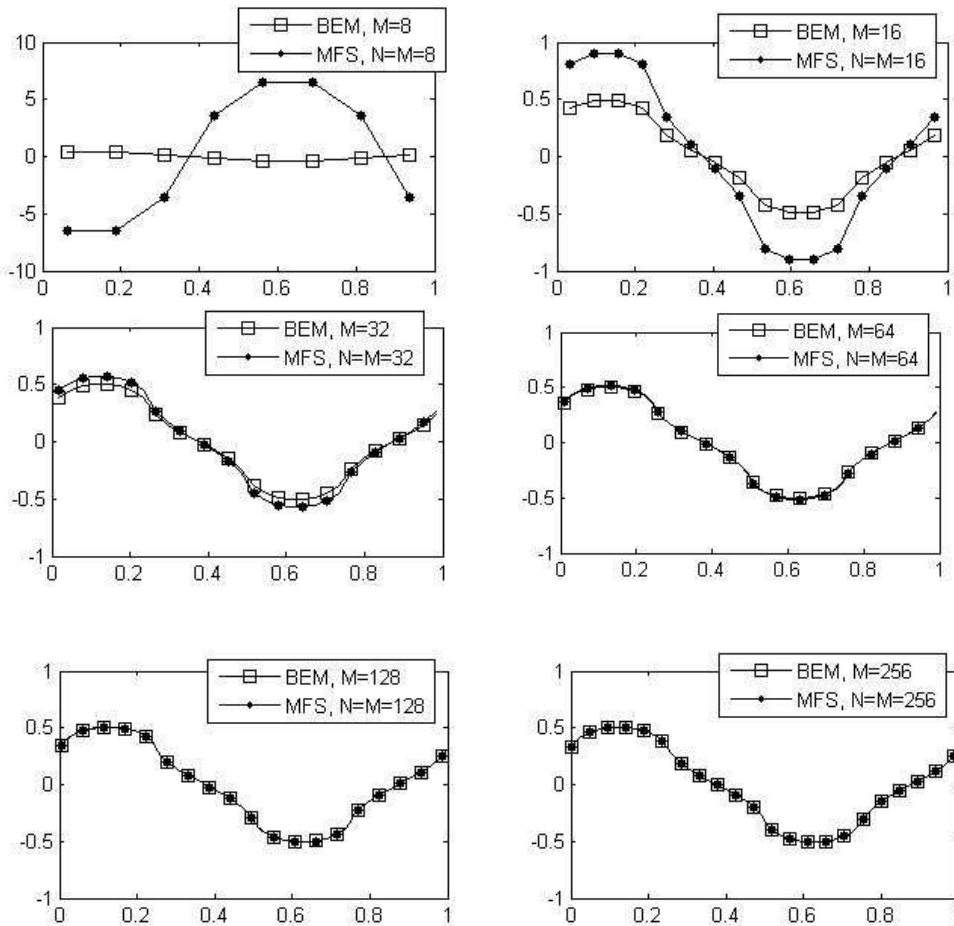 BEM, M=8
MFS, N=M=8
10
5
0
-5
-10
0 0.2 0.4 0.6 0.8 1
BEM, M=16
MFS, N=M=16
1
0.5
0
-0.5
-1
0 0.2 0.4 0.6 0.8 1
BEM, M=32
MFS, N=M=32
1
0.5
0
-0.5
-1
0 0.2 0.4 0.6 0.8 1
BEM, M=64
MFS, N=M=64
1
0.5
0
-0.5
-1
0 0.2 0.4 0.6 0.8 1
BEM, M=128
MFS, N=M=128
1
0.5
0
-0.5
-1
0 0.2 0.4 0.6 0.8 1
BEM, M=256
MFS, N=M=256
1
0.5
0
-0.5
-1
0 0.2 0.4 0.6 0.8